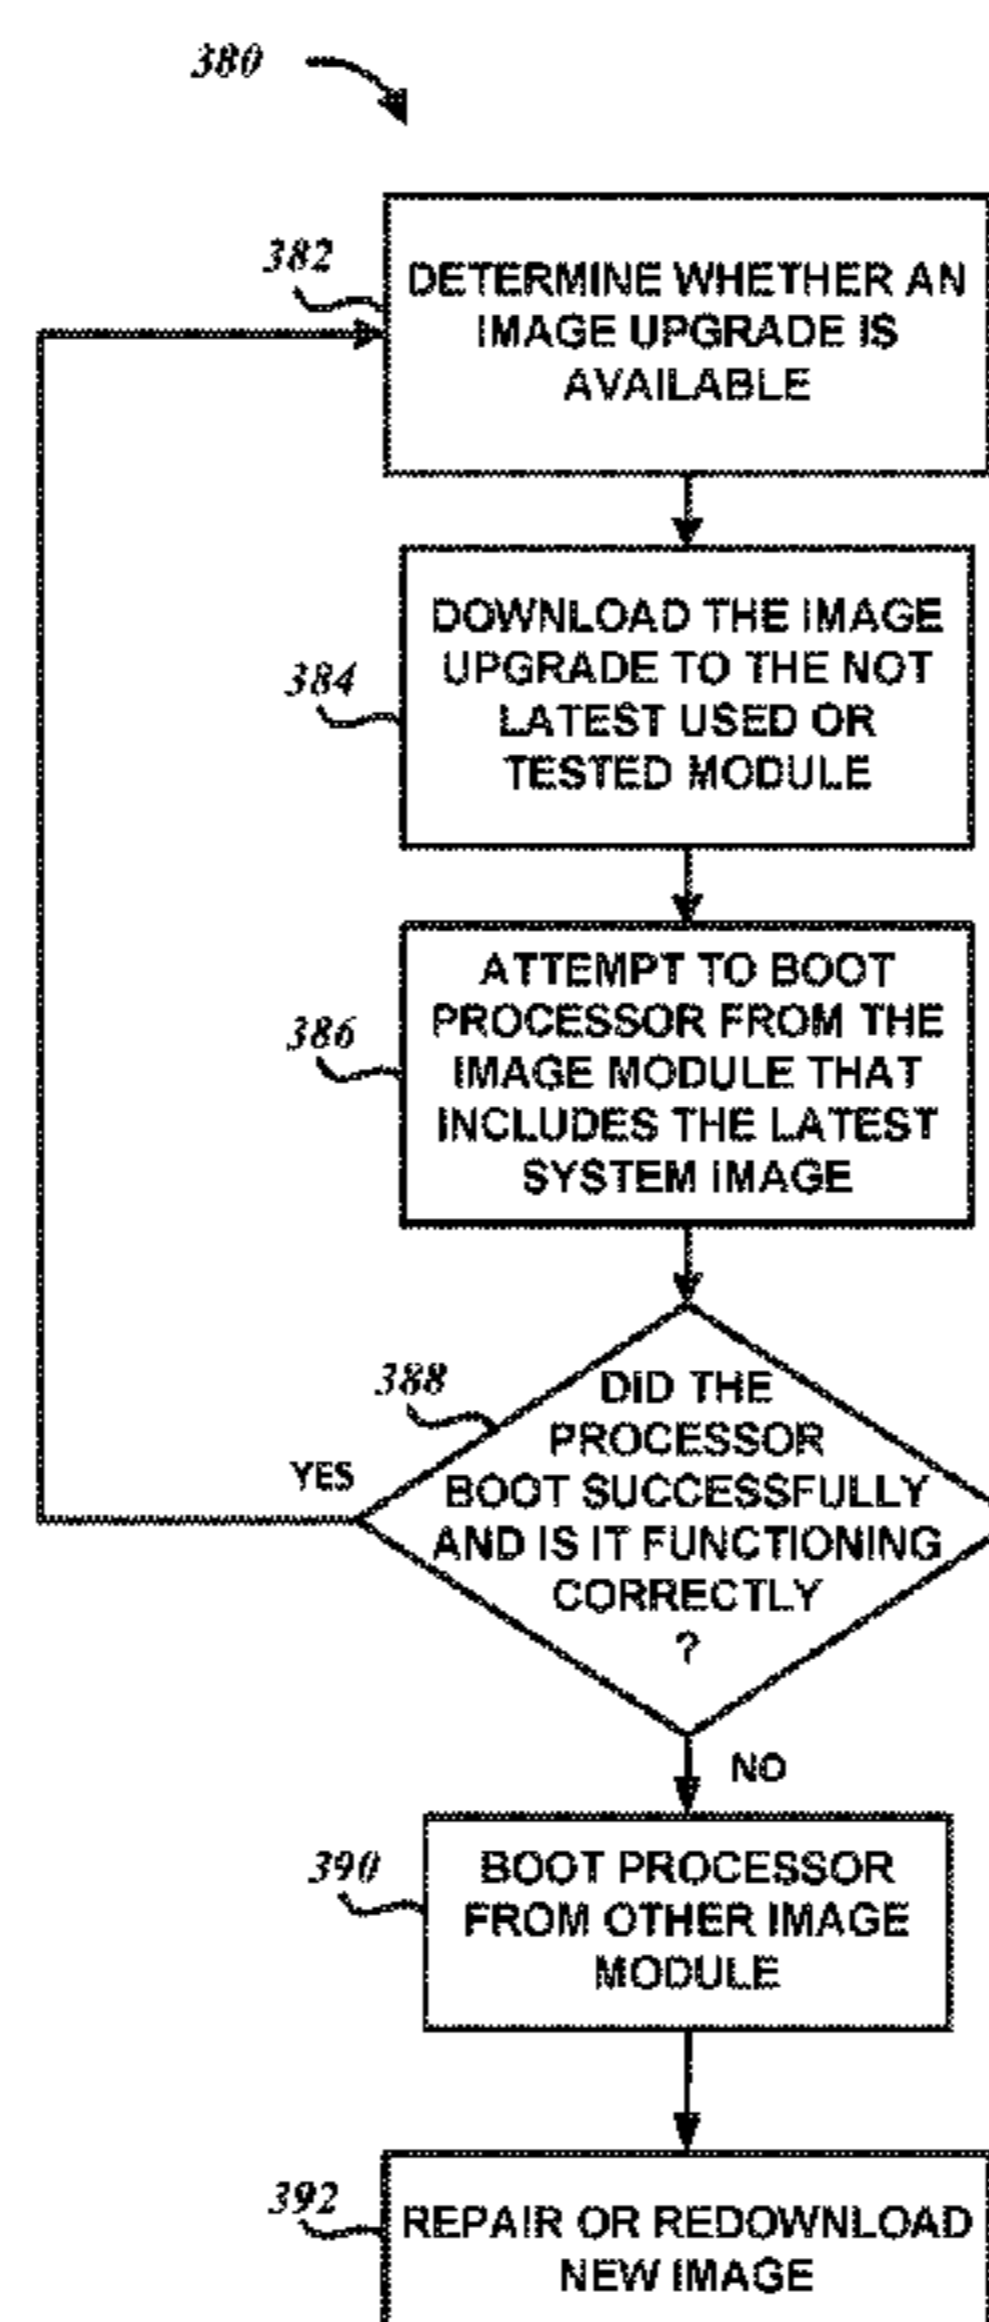 380
382
DETERMINE WHETHER AN
IMAGE UPGRADE IS
AVAILABLE
384
DOWNLOAD THE IMAGE
UPGRADE TO THE NOT
LATEST USED OR
TESTED MODULE
386
ATTEMPT TO BOOT
PROCESSOR FROM THE
IMAGE MODULE THAT
INCLUDES THE LATEST
SYSTEM IMAGE
388
DID THE
PROCESSOR
BOOT SUCCESSFULLY
AND IS IT FUNCTIONING
CORRECTLY
?
YES
NO
390
BOOT PROCESSOR
FROM OTHER IMAGE
MODULE
392
REPAIR OR REDOWNLOAD
NEW IMAGE